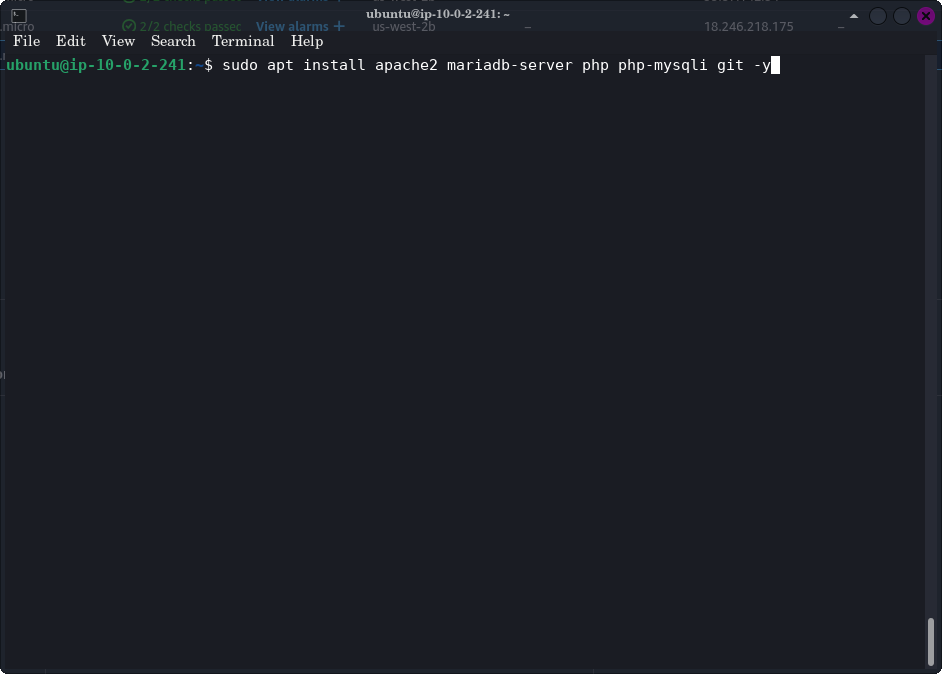 ubuntu@ip-10-0-2-241: ~
.micro 2/2 checks passec View alarms + us-west-2b – 18.246.218.175 –
File Edit View Search Terminal Help
ubuntu@ip-10-0-2-241:~$ sudo apt install apache2 mariadb-server php php-mysqli git -y